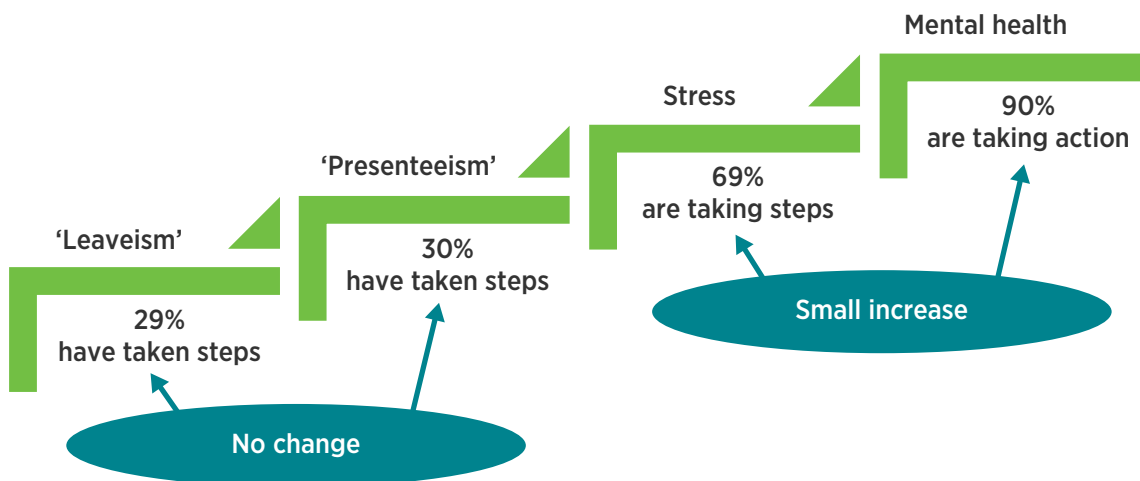 Mental health
90%
are taking action
Stress
69%
are taking steps
‘Presenteeism’
30%
have taken steps
‘Leaveism’
29%
have taken steps
Small increase
No change